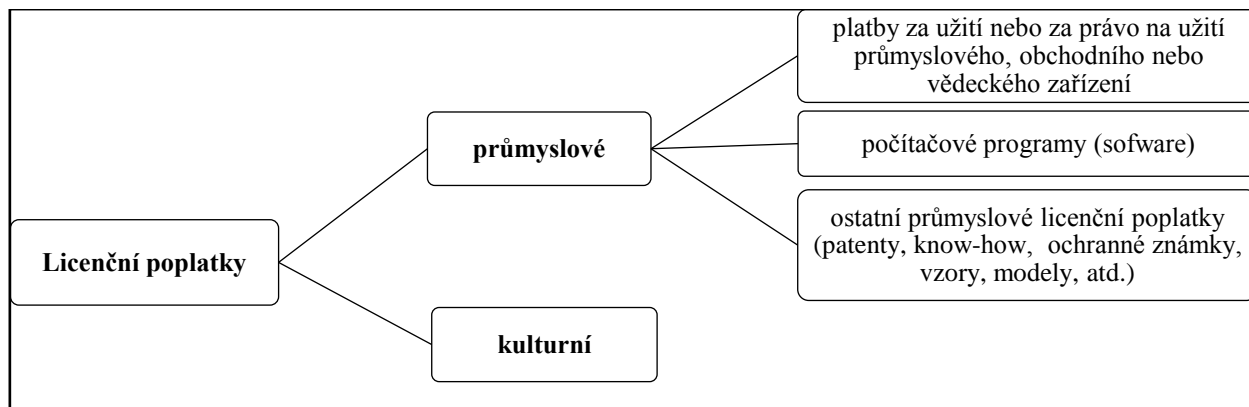 platby za užití nebo za právo na užití
průmyslového, obchodního nebo
vědeckého zařízení
průmyslové
počítačové programy (sofware)
ostatní průmyslové licenční poplatky
(patenty, know-how, ochranné známky,
vzory, modely, atd.)
Licenční poplatky
kulturní